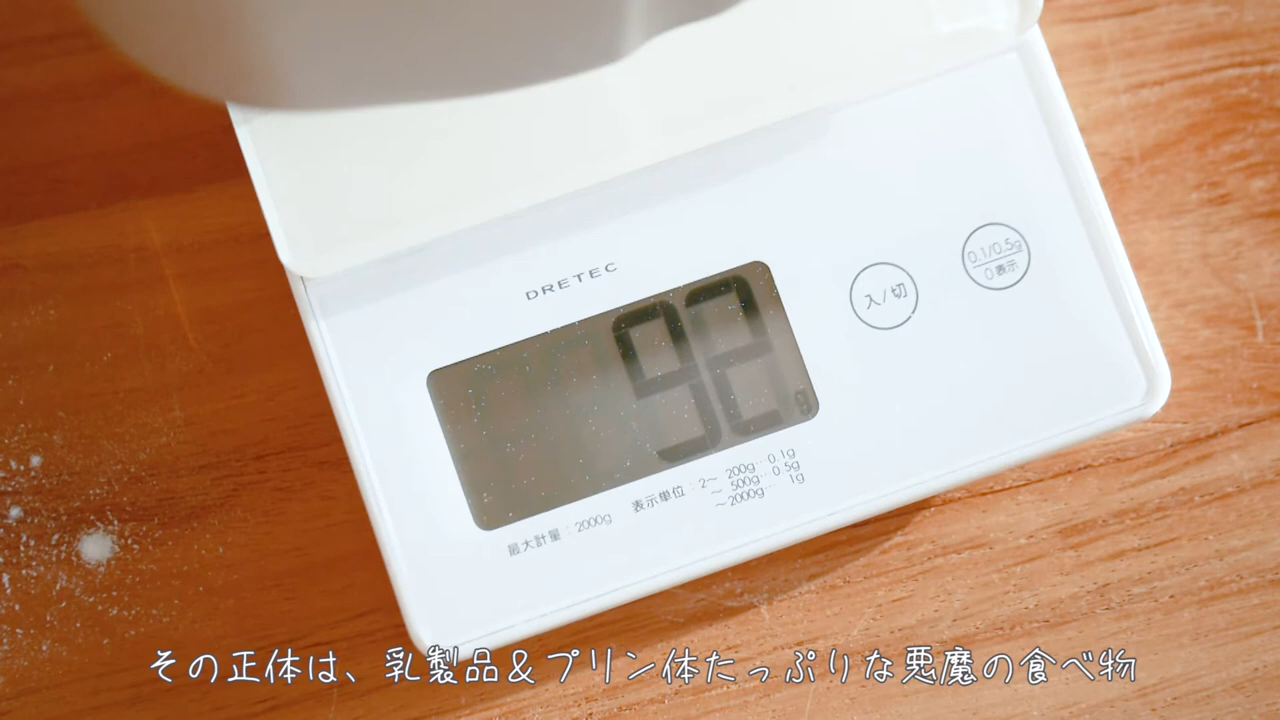 DRETEC
92
g
入/切
0.1/0.5g
0表示
最大計量：2000g
表示単位：2～ 200g…0.1g
～ 500g…0.5g
～2000g… 1g
その正体は、乳製品＆プリン体たっぷりな悪魔の食べ物